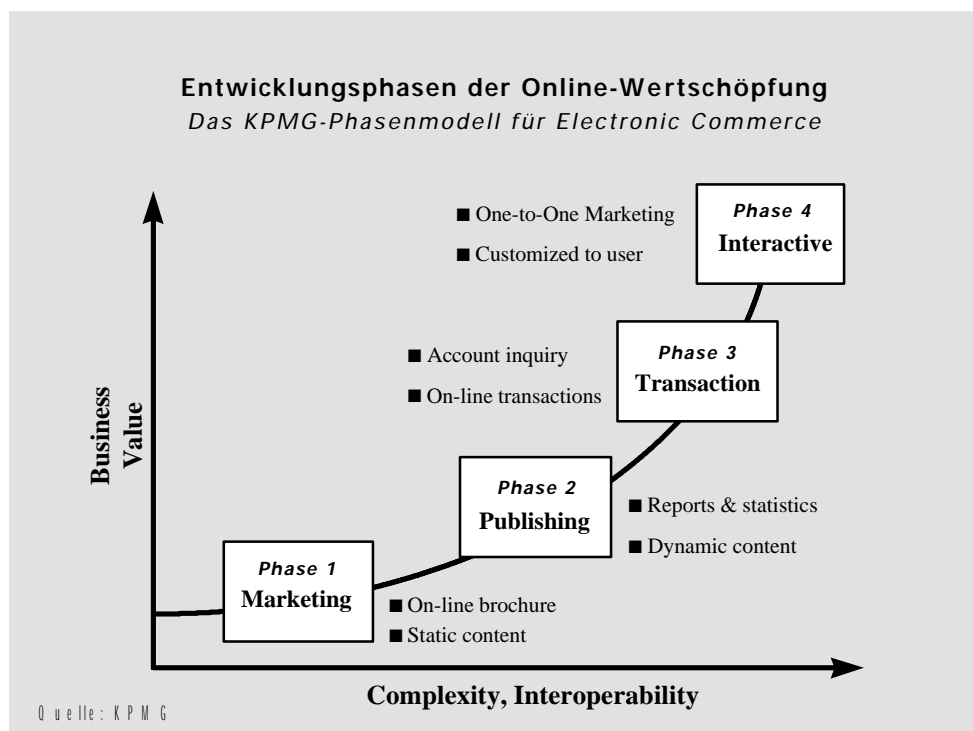 Entwicklungsphasen der Online-Wertschöpfung
Das KPMG-Phasenmodell für Electronic Commerce
■ One-to-One Marketing
■ Customized to user
Phase 4
Interactive
■ Account inquiry
■ On-line transactions
Phase 3
Transaction
Business
Value
Phase 2
Publishing
■ Reports & statistics
■ Dynamic content
Phase 1
Marketing
■ On-line brochure
■ Static content
Complexity, Interoperability
Quelle: KPMG